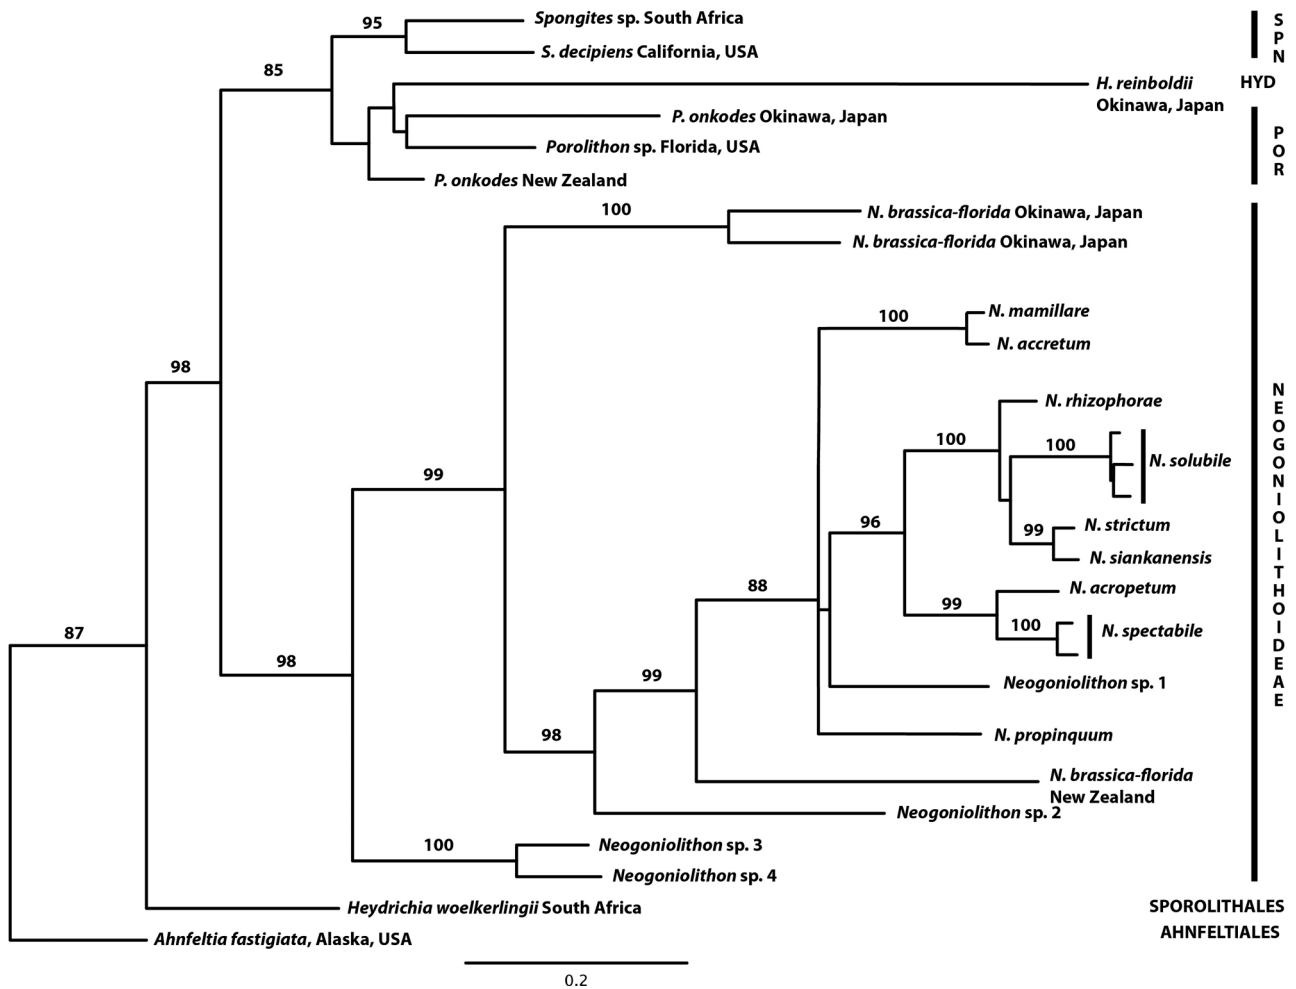 Spongites sp. South Africa
95
S. decipiens California, USA
SPN
85
H. reinboldii
Okinawa, Japan
HYD
P. onkodes Okinawa, Japan
Porolithon sp. Florida, USA
P. onkodes New Zealand
POR
100
N. brassica-florida Okinawa, Japan
N. brassica-florida Okinawa, Japan
100
N. mamillare
N. accretum
98
N. rhizophorae
100
100
N. solubile
99
96
99
N. strictum
N. siankanensis
88
99
N. acropetum
100
N. spectabile
87
98
99
Neogoniolithon sp. 1
98
N. propinquum
N. brassica-florida
New Zealand
Neogoniolithon sp. 2
100
Neogoniolithon sp. 3
Neogoniolithon sp. 4
NEOGONIOLITHOIDEAE
Heydrichia woelkerlingii South Africa
SPOROLITHALES
Ahnfeltia fastigiata, Alaska, USA
AHNFELTIALES
0.2